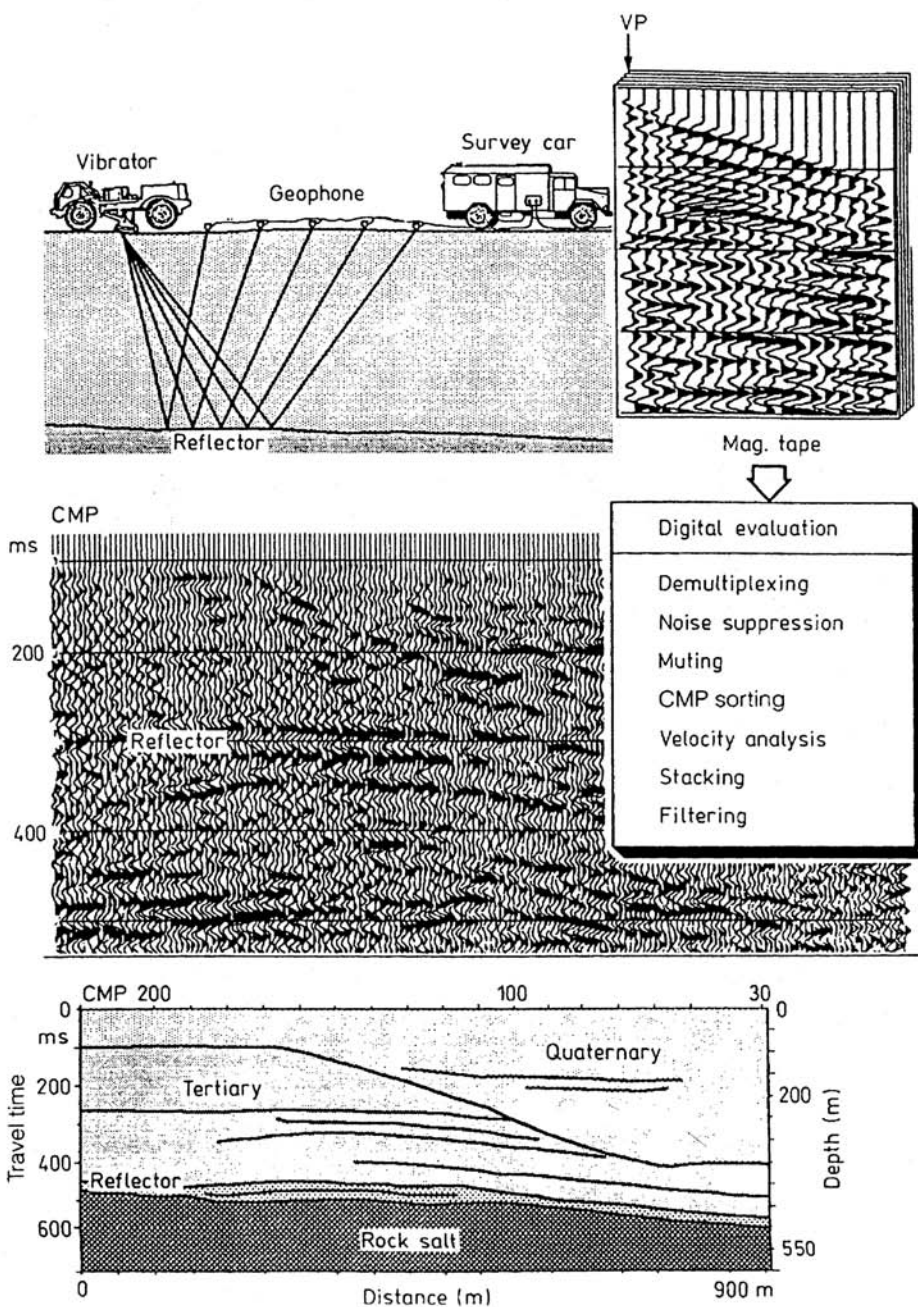 VP
Vibrator
Geophone
Survey car
Reflector
Mag. tape
Digital evaluation
Demultiplexing
Noise suppression
Muting
CMP sorting
Velocity analysis
Stacking
Filtering
CMP
ms
200
Reflector
400
CMP 200 100 30
0 0
ms
Quaternary
200 Tertiary 200
Travel time
Depth (m)
400
Reflector
600
Rock salt
550
0 Distance (m) 900 m